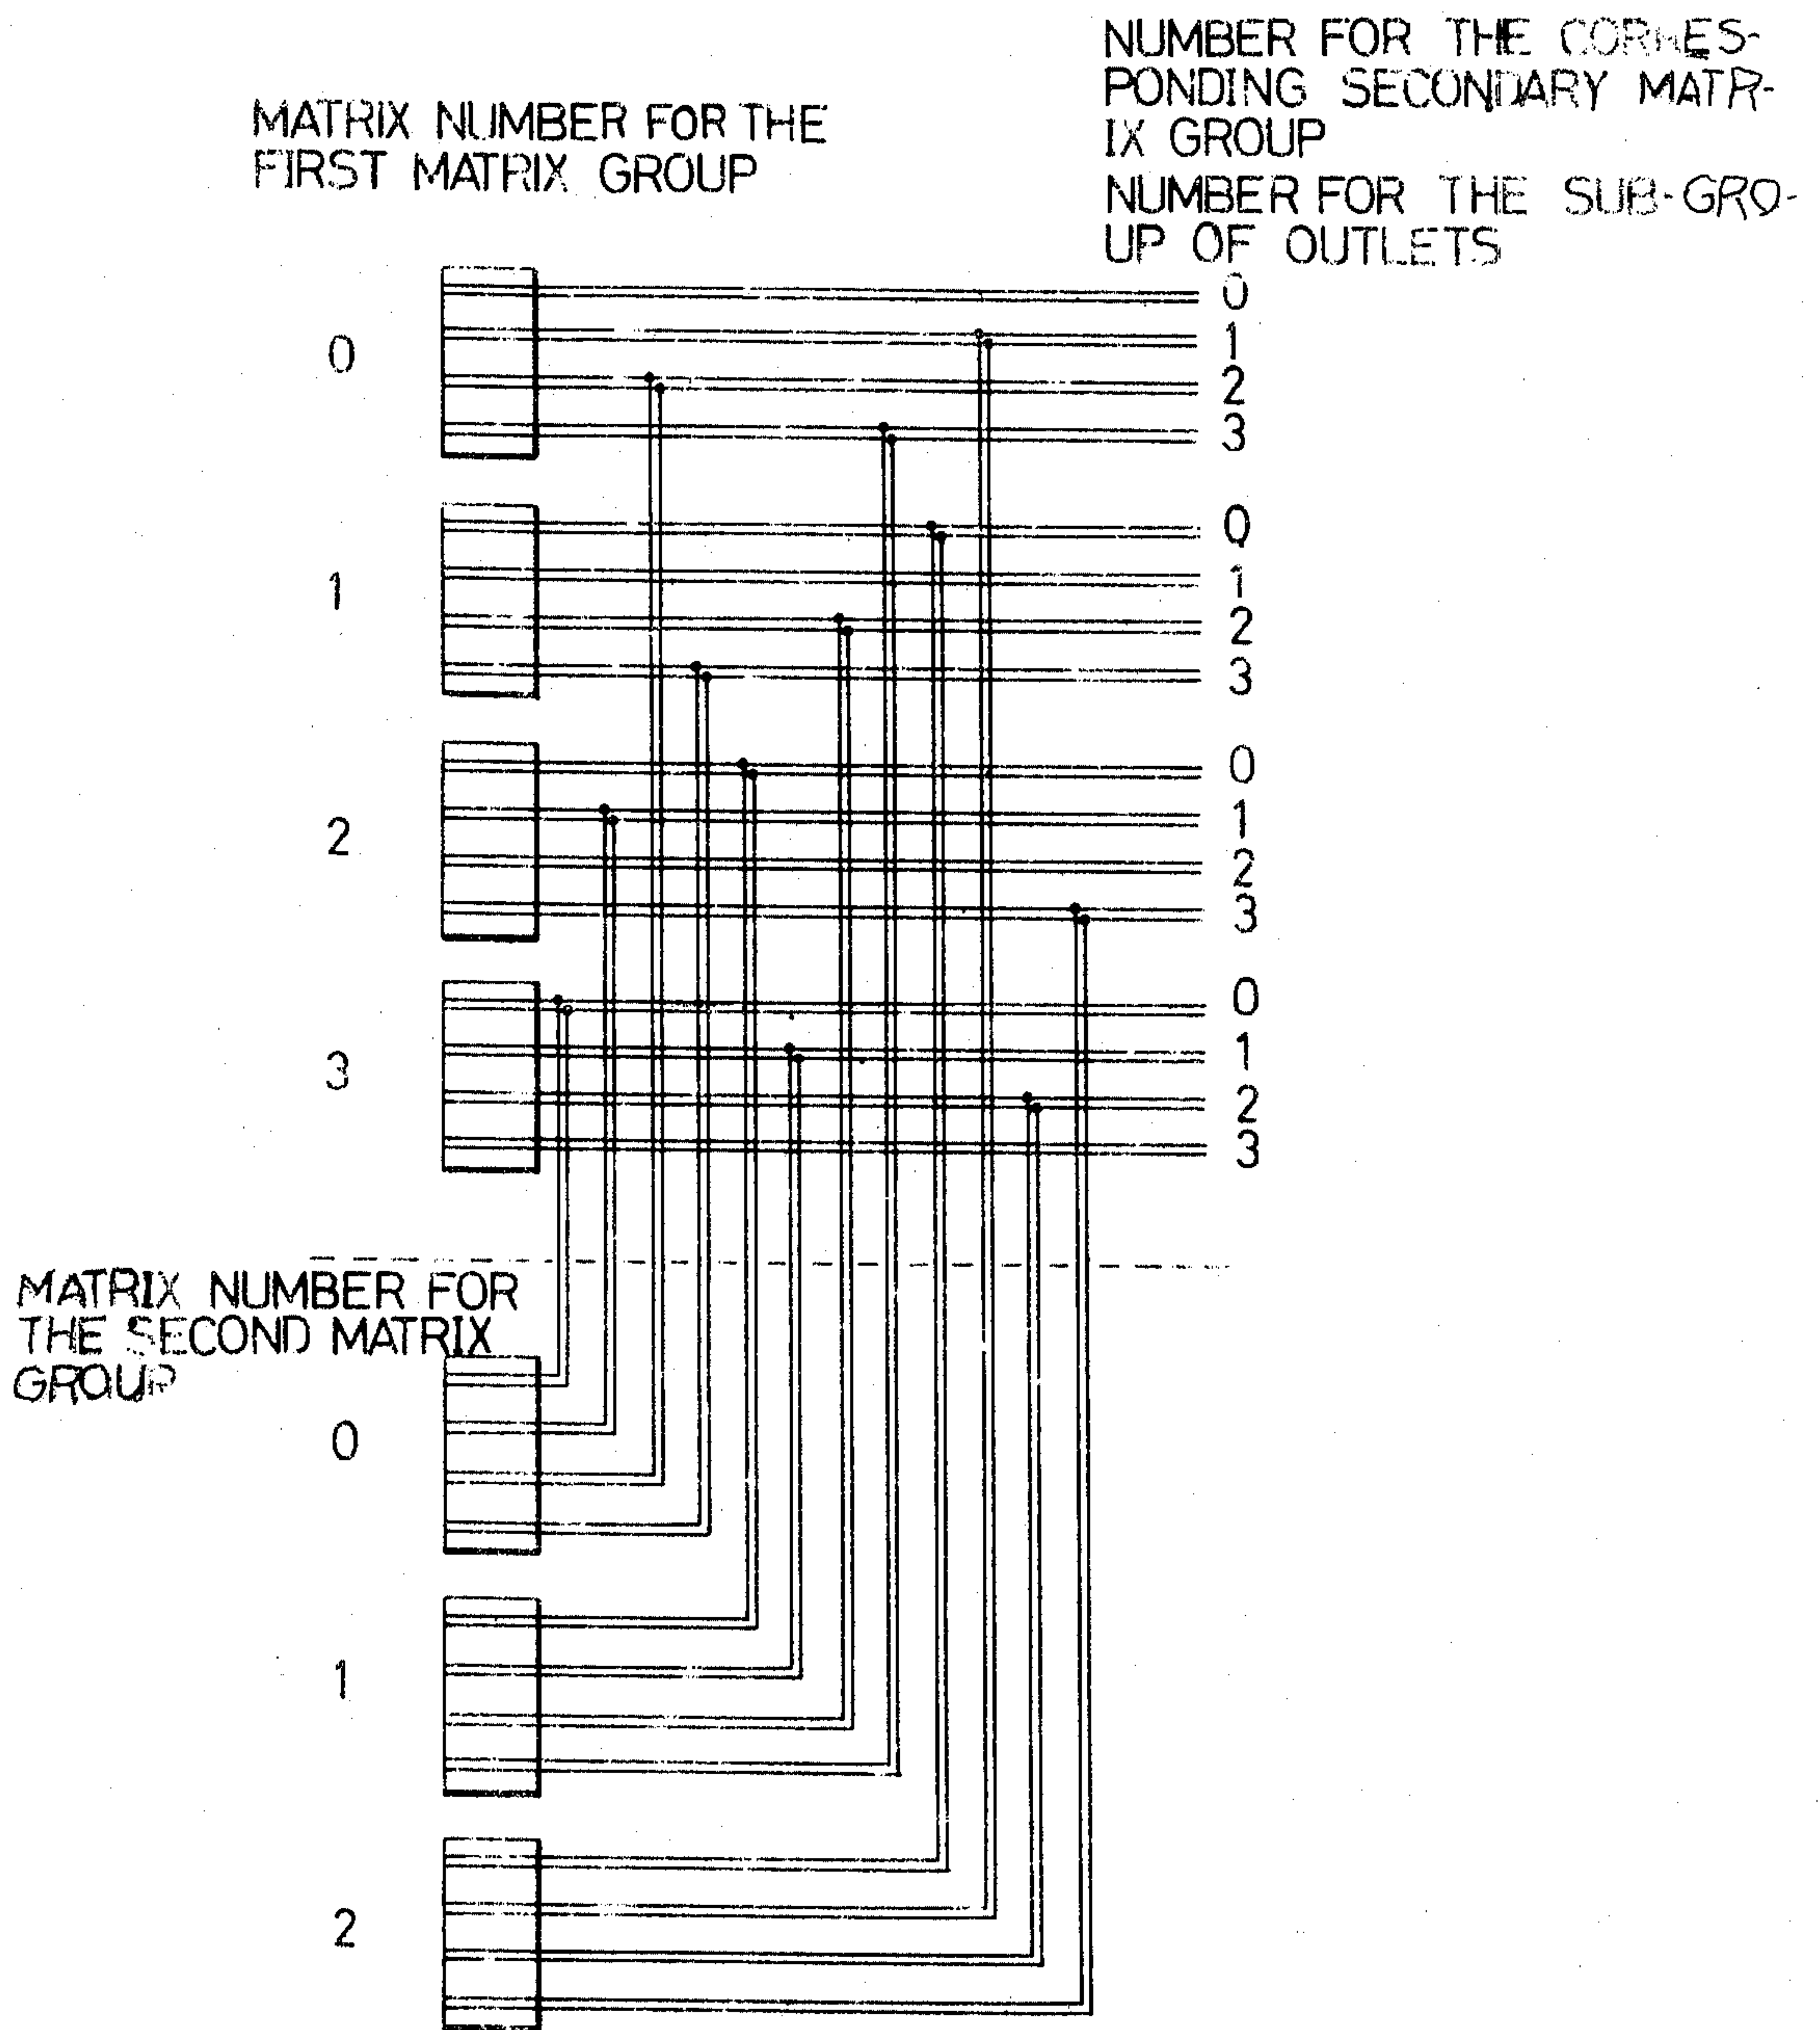 MATRIX NUMBER FOR THE
FIRST MATRIX GROUP
NUMBER FOR THE CORRES-
PONDING SECONDARY MATR-
IX GROUP
NUMBER FOR THE SUB-GRO-
UP OF OUTLETS
0
0
1
2
3
1
0
1
2
3
2
0
1
2
3
3
0
1
2
3
MATRIX NUMBER FOR
THE SECOND MATRIX
GROUP
0
1
2